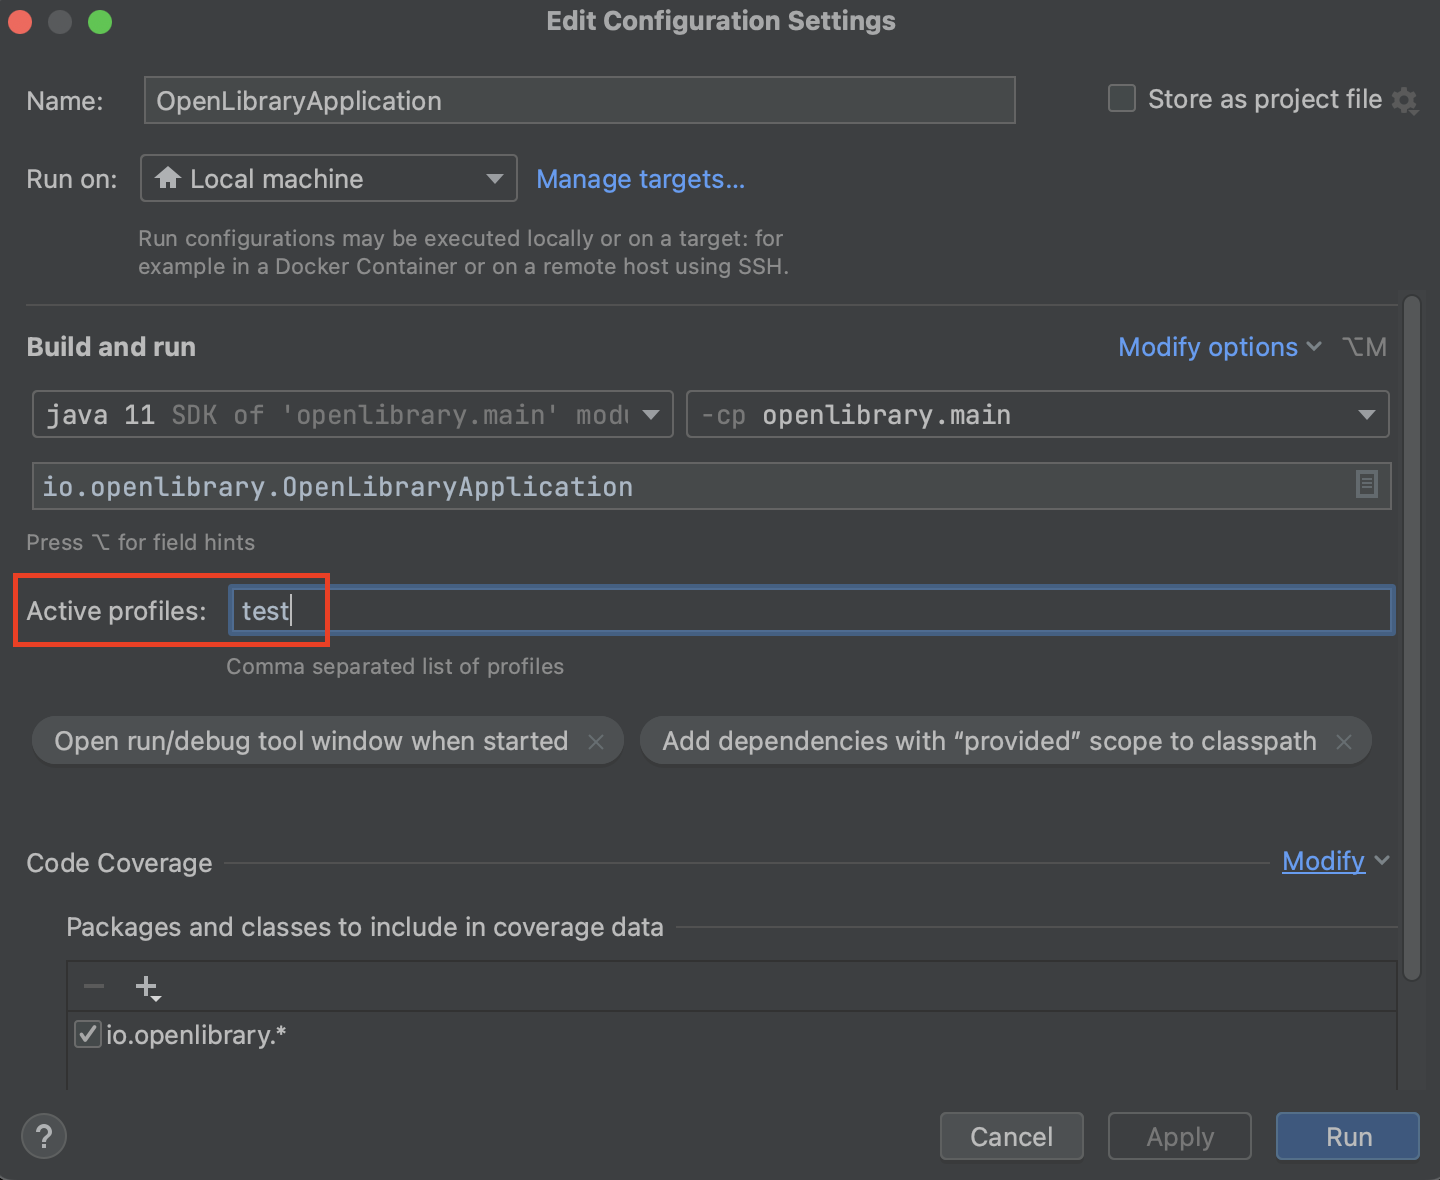 Edit Configuration Settings
Name: OpenLibraryApplication Store as project file
Run on: Local machine Manage targets...
Run configurations may be executed locally or on a target: for
example in a Docker Container or on a remote host using SSH.
Build and run Modify options ⌥M
java 11 SDK of 'openlibrary.main' modu -cp openlibrary.main
io.openlibrary.OpenLibraryApplication
Press ⌥ for field hints
Active profiles: test
Comma separated list of profiles
Open run/debug tool window when started × Add dependencies with “provided” scope to classpath ×
Code Coverage Modify
Packages and classes to include in coverage data
io.openlibrary.*
? Cancel Apply Run